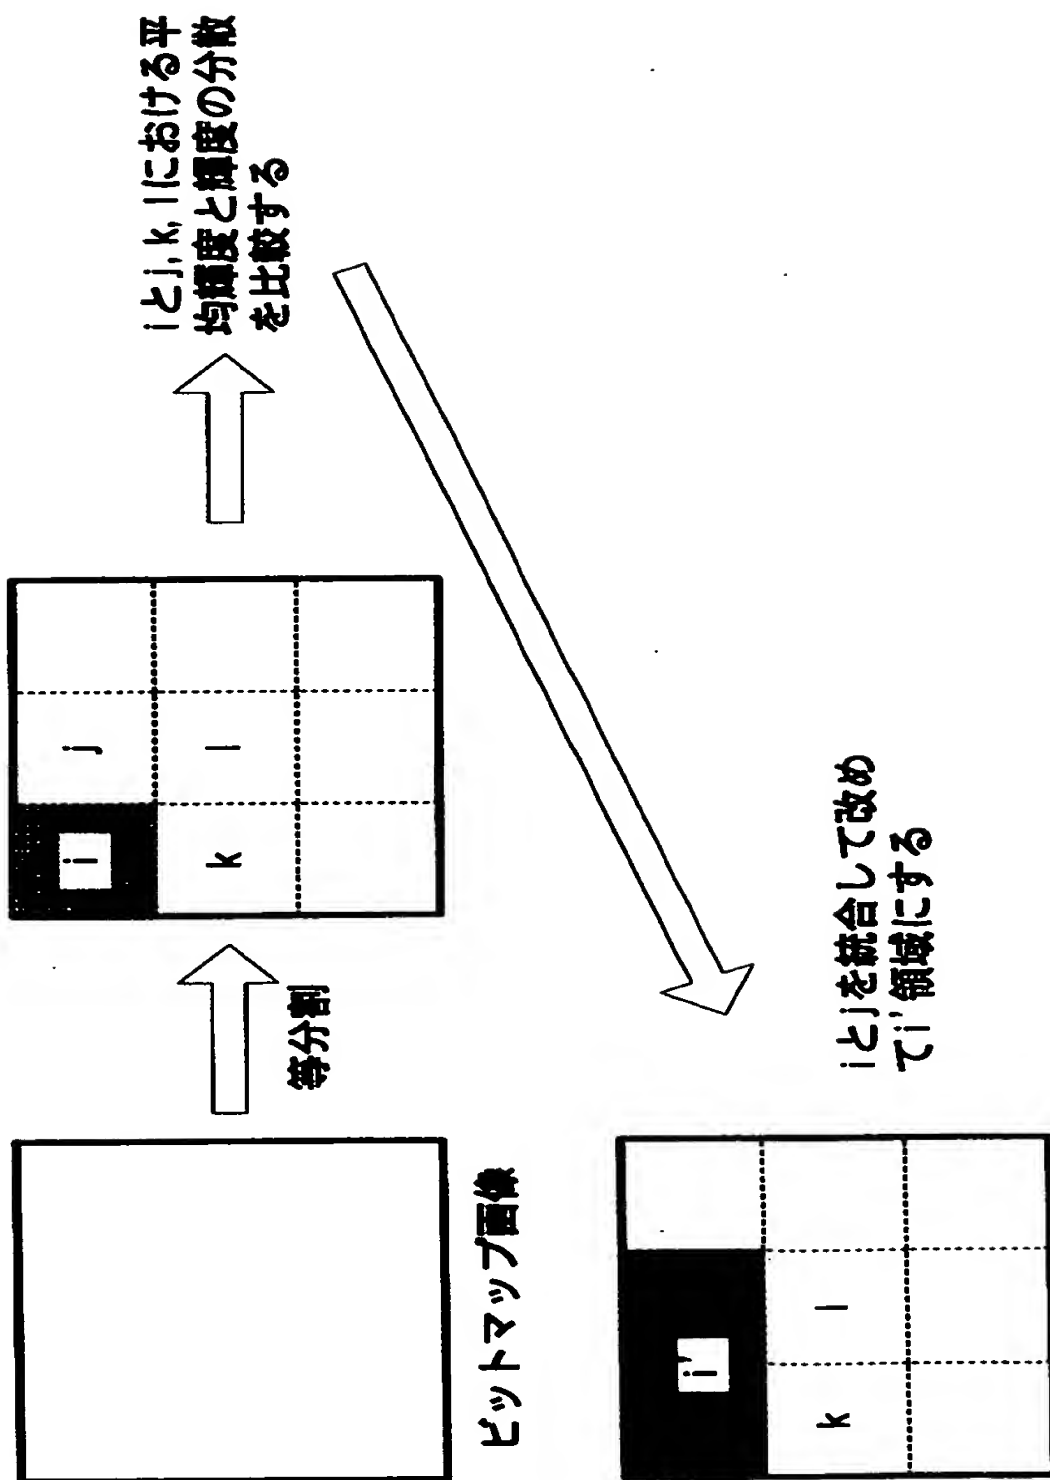 ビットマップ画像
等分割
i
j
k
l
iとj, k, lにおける平
均輝度と輝度の分散
を比較する
i'
k
l
iとjを統合して改め
てi'領域にする